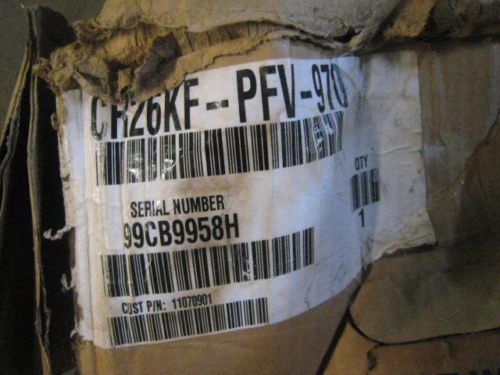 CR26KF--PFV-970
SERIAL NUMBER
99CB9958H
QTY
1
CUST P/N: 11070901